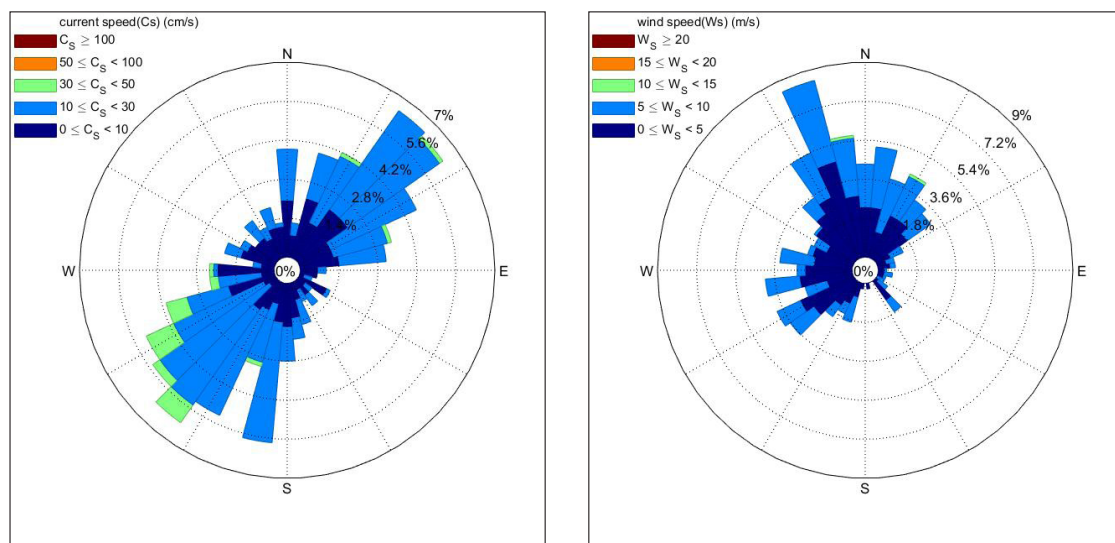 current speed(Cs) (cm/s)
C_S ≥ 100
50 ≤ C_S < 100
30 ≤ C_S < 50
10 ≤ C_S < 30
0 ≤ C_S < 10
N
7%
5.6%
4.2%
2.8%
1.4%
0%
W
E
S
wind speed(Ws) (m/s)
W_S ≥ 20
15 ≤ W_S < 20
10 ≤ W_S < 15
5 ≤ W_S < 10
0 ≤ W_S < 5
N
9%
7.2%
5.4%
3.6%
1.8%
0%
W
E
S